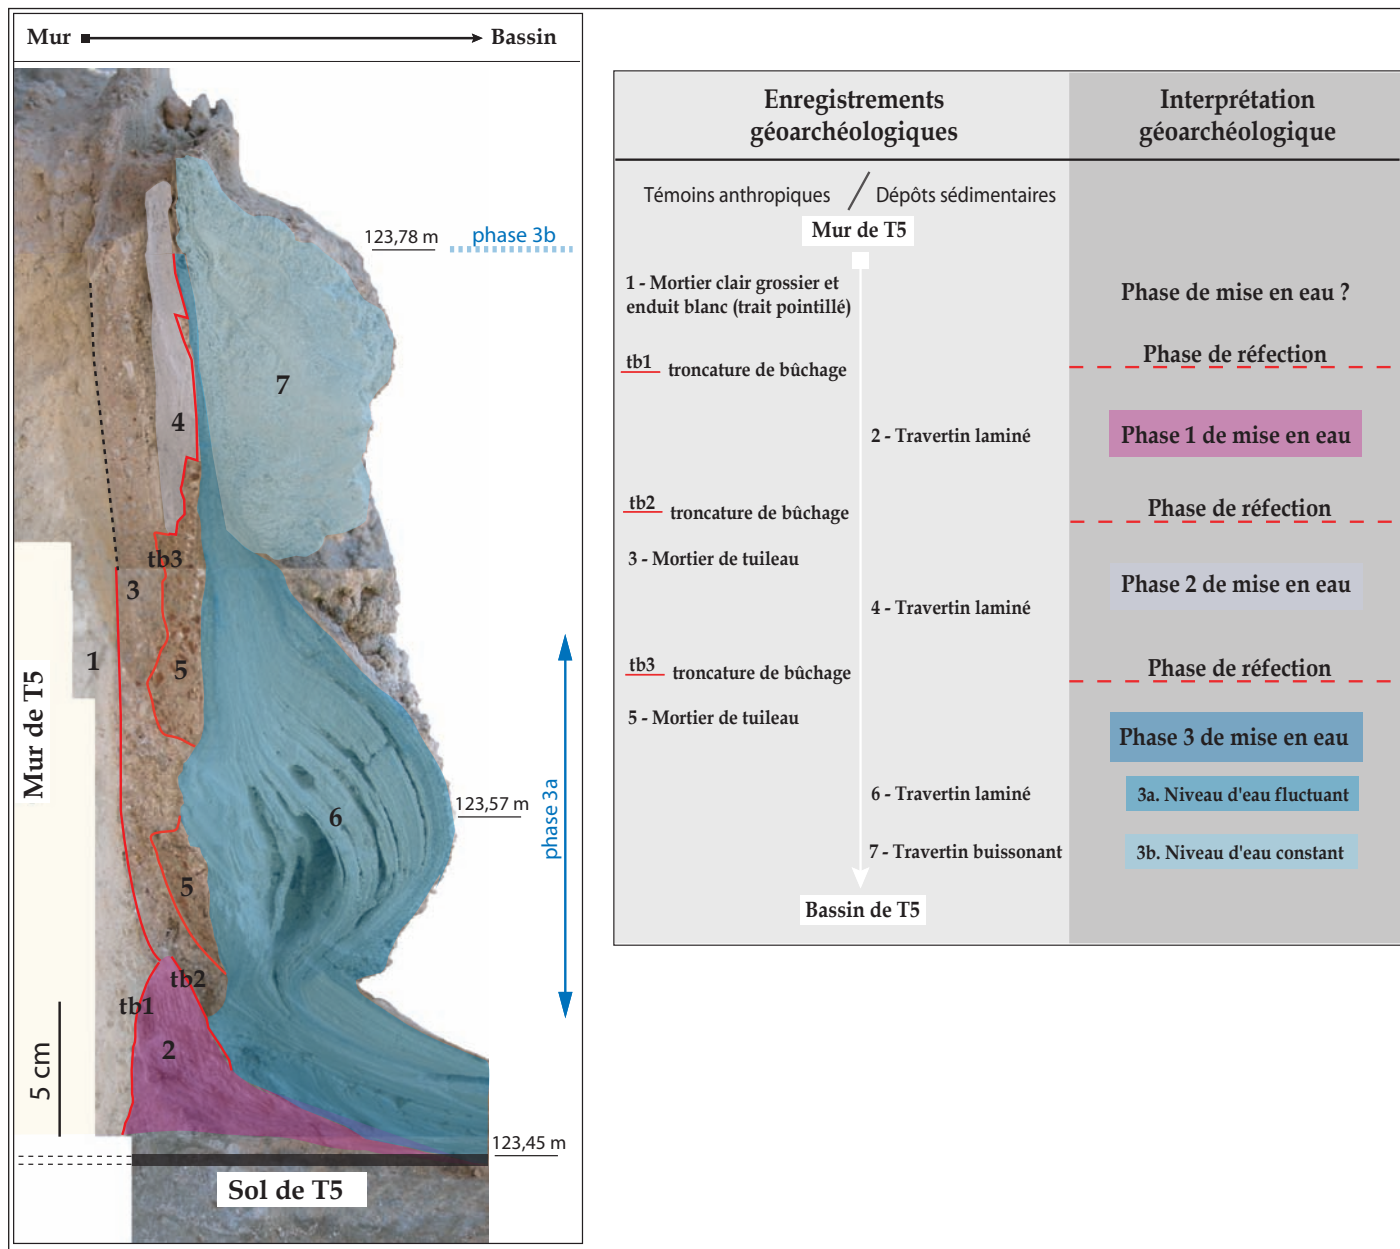 Mur
Bassin
123,78 m
phase 3b
7
4
tb3
3
1
5
Mur de T5
6
123,57 m
phase 3a
5
tb2
tb1
2
5 cm
123,45 m
Sol de T5
Enregistrements
géoarchéologiques
Interprétation
géoarchéologique
Témoins anthropiques / Dépôts sédimentaires
Mur de T5
1 - Mortier clair grossier et
enduit blanc (trait pointillé)
Phase de mise en eau ?
Phase de réfection
tb1 troncature de bûchage
2 - Travertin laminé
Phase 1 de mise en eau
tb2 troncature de bûchage
Phase de réfection
3 - Mortier de tuileau
Phase 2 de mise en eau
4 - Travertin laminé
tb3 troncature de bûchage
Phase de réfection
5 - Mortier de tuileau
Phase 3 de mise en eau
6 - Travertin laminé
3a. Niveau d'eau fluctuant
7 - Travertin buissonant
3b. Niveau d'eau constant
Bassin de T5